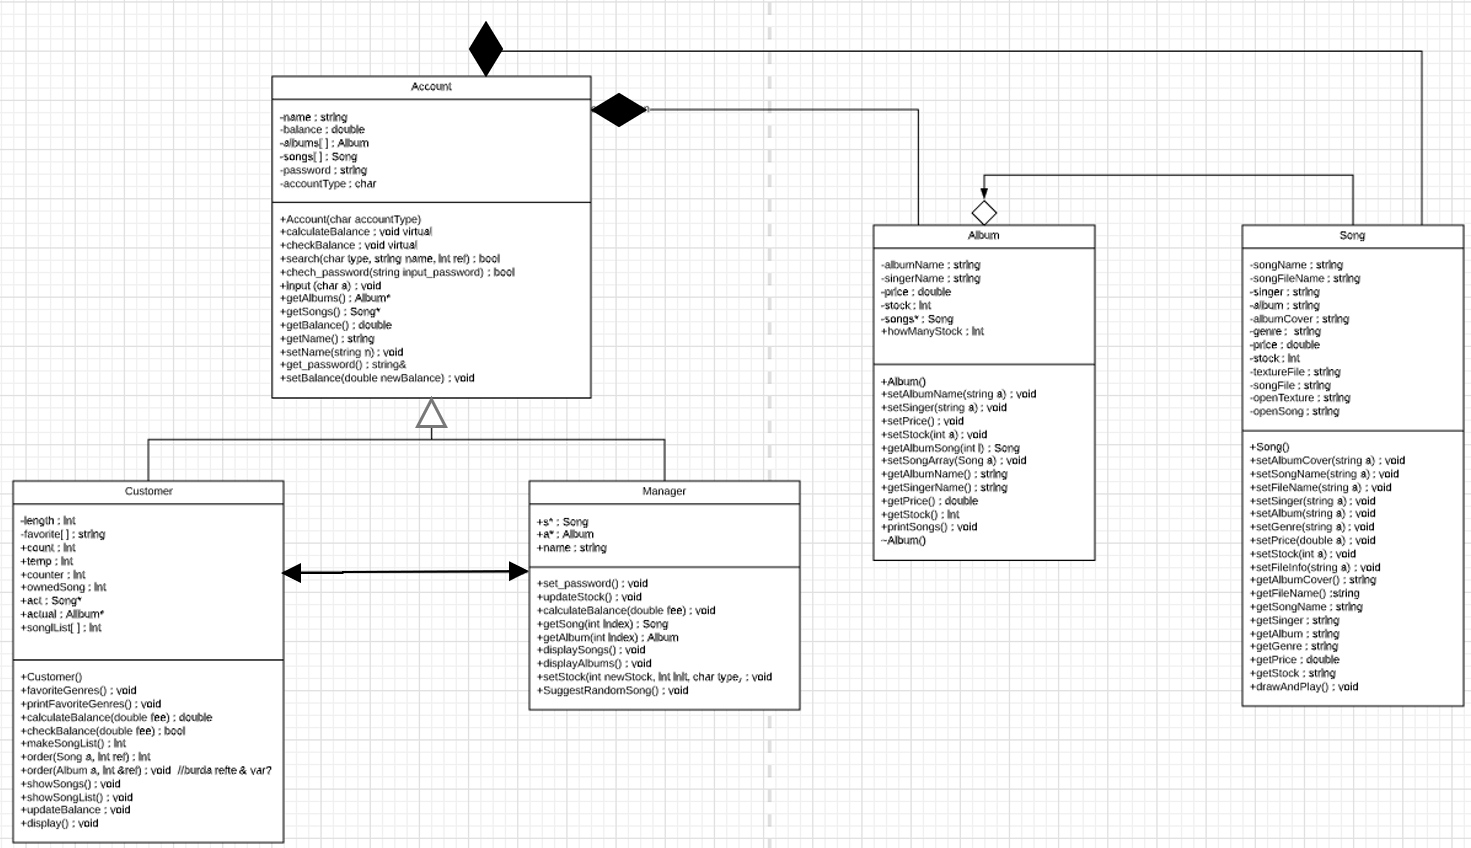 Account
-name : string
-balance : double
-albums[ ] : Album
-songs[ ] : Song
-password : string
-accountType : char
+Account(char accountType)
+calculateBalance : void virtual
+checkBalance : void virtual
+search(char type, string name, int ref) : bool
+chech_password(string input_password) : bool
+input (char a) : void
+getAlbums() : Album*
+getSongs() : Song*
+getBalance() : double
+getName() : string
+setName(string n) : void
+get_password() : string&
+setBalance(double newBalance) : void
Customer
-length : int
-favorite[ ] : string
+count : int
+temp : int
+counter : int
+ownedSong : int
+act : Song*
+actual : Allbum*
+songlList[ ] : int
+Customer()
+favoriteGenres() : void
+printFavoriteGenres() : void
+calculateBalance(double fee) : double
+checkBalance(double fee) : bool
+makeSongList() : int
+order(Song a, int ref) : int
+order(Album a, int &ref) : void //burda refte & var?
+showSongs() : void
+showSongList() : void
+updateBalance : void
+display() : void
Manager
+s* : Song
+a* : Album
+name : string
+set_password() : void
+updateStock() : void
+calculateBalance(double fee) : void
+getSong(int index) : Song
+getAlbum(int index) : Album
+displaySongs() : void
+displayAlbums() : void
+setStock(int newStock, int init, char type, : void
+SuggestRandomSong() : void
Album
-albumName : string
-singerName : string
-price : double
-stock : int
-songs* : Song
+howManyStock : int
+Album()
+setAlbumName(string a) : void
+setSinger(string a) : void
+setPrice() : void
+setStock(int a) : void
+getAlbumSong(int i) : Song
+setSongArray(Song a) : void
+getAlbumName() : string
+getSingerName() : string
+getPrice() : double
+getStock() : int
+printSongs() : void
~Album()
Song
-songName : string
-songFileName : string
-singer : string
-album : string
-albumCover : string
-genre : string
-price : double
-stock : int
-textureFile : string
-songFile : string
-openTexture : string
-openSong : string
+Song()
+setAlbumCover(string a) : void
+setSongName(string a) : void
+setFileName(string a) : void
+setSinger(string a) : void
+setAlbum(string a) : void
+setGenre(string a) : void
+setPrice(double a) : void
+setStock(int a) : void
+setFileInfo(string a) : void
+getAlbumCover() : string
+getFileName() :string
+getSongName : string
+getSinger : string
+getAlbum : string
+getGenre : string
+getPrice : double
+getStock : string
+drawAndPlay() : void